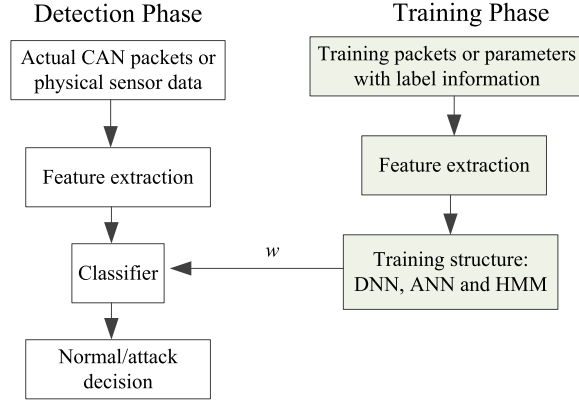 Detection Phase
Actual CAN packets or
physical sensor data
Feature extraction
Classifier
Normal/attack
decision
Training Phase
Training packets or parameters
with label information
Feature extraction
Training structure:
DNN, ANN and HMM
w